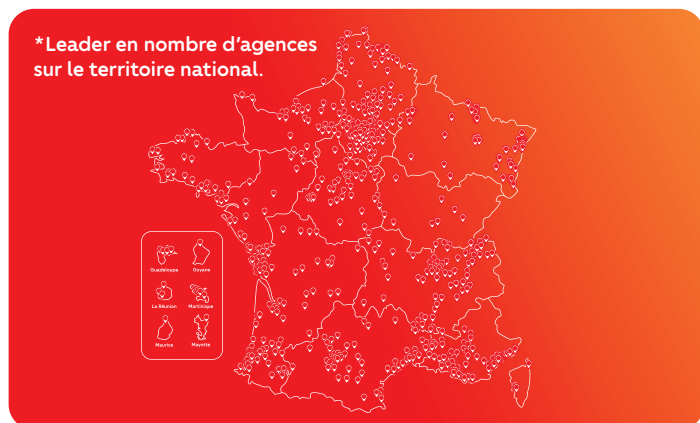 *Leader en nombre d’agences
sur le territoire national.
Guadeloupe
Guyane
La Réunion
Martinique
Maurice
Mayotte